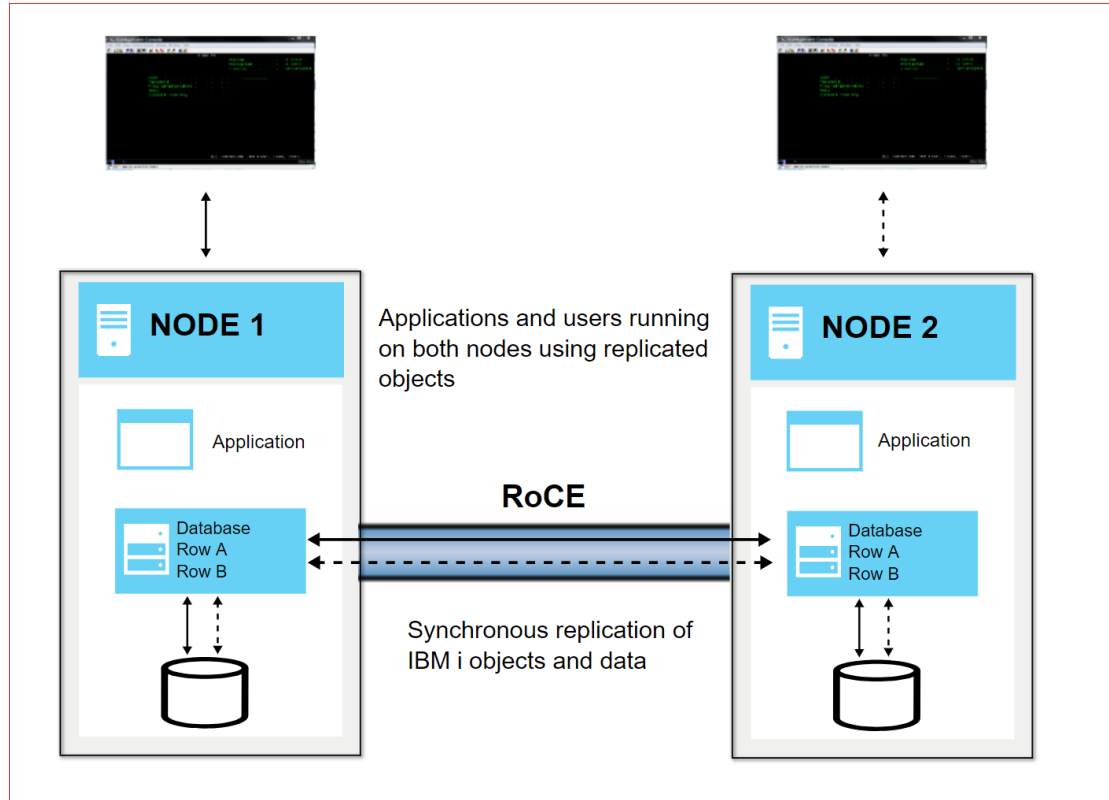 NODE 1
Application
Database
Row A
Row B
Applications and users running
on both nodes using replicated
objects
RoCE
Synchronous replication of
IBM i objects and data
NODE 2
Application
Database
Row A
Row B